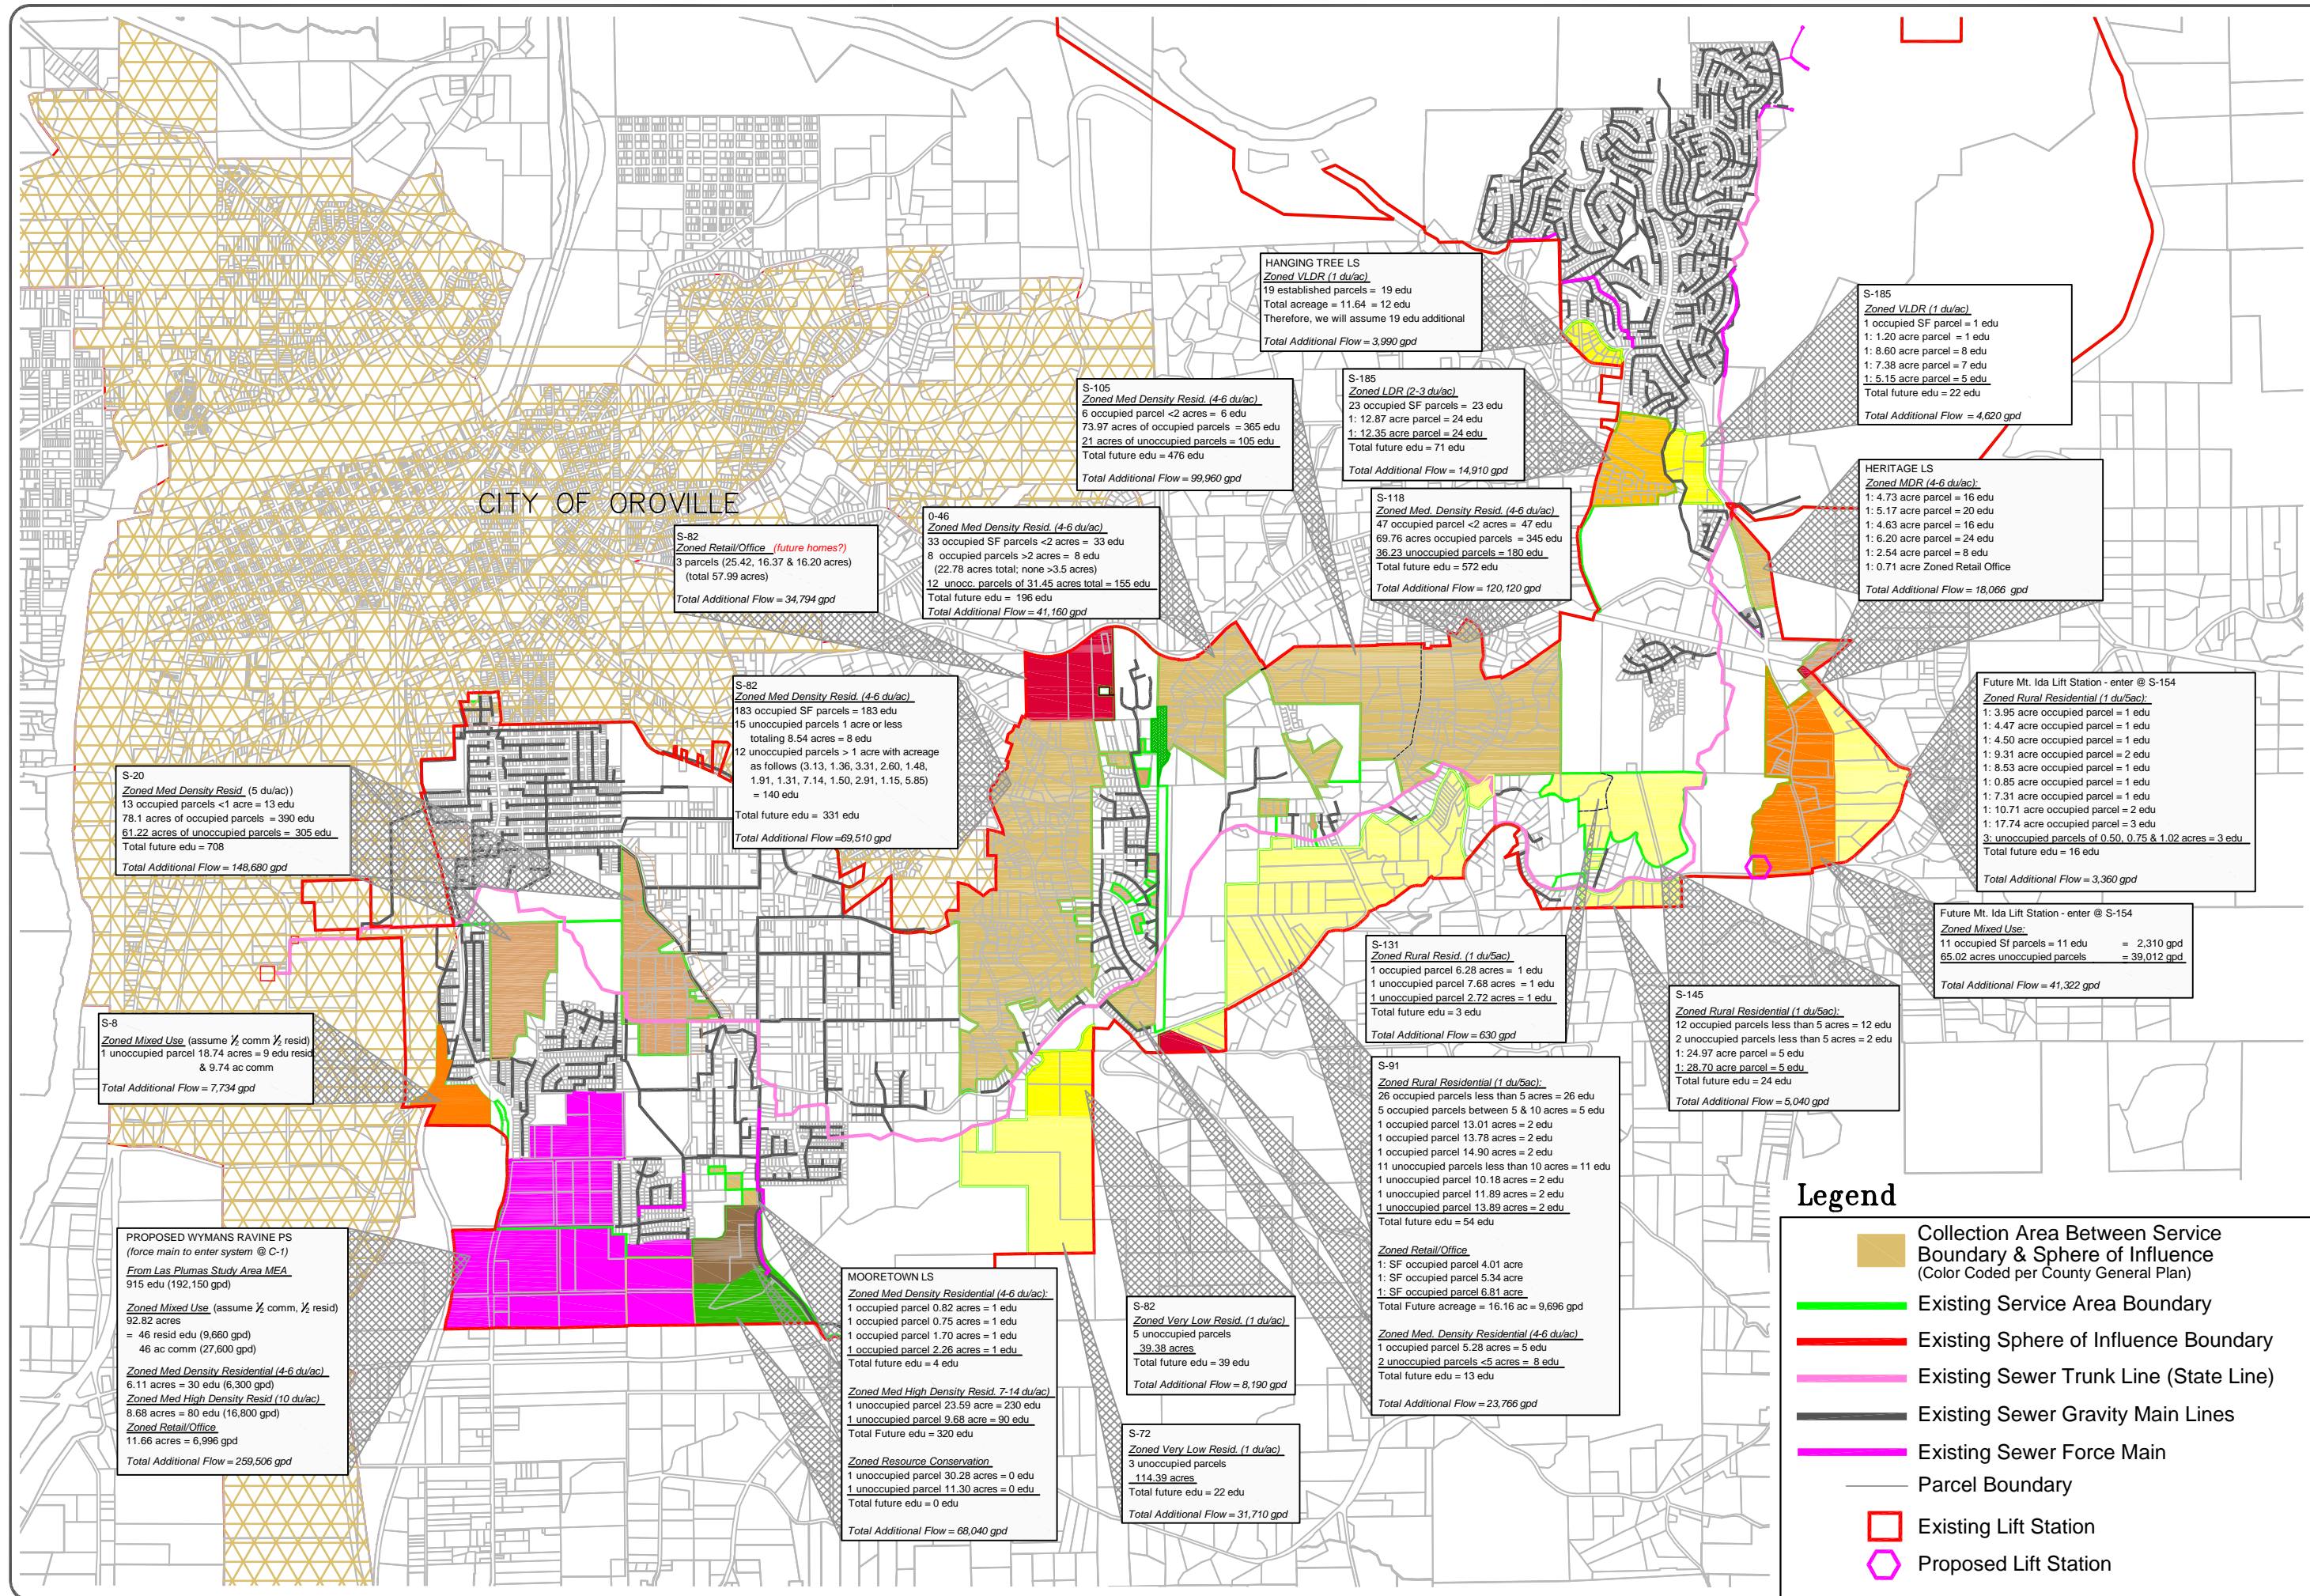 CITY OF OROVILLE
HANGING TREE LS
Zoned VLDR (1 du/ac)
19 established parcels = 19 edu
Total acreage = 11.64 = 12 edu
Therefore, we will assume 19 edu additional
Total Additional Flow = 3,990 gpd
S-185
Zoned VLDR (1 du/ac)
1 occupied SF parcel = 1 edu
1: 1.20 acre parcel = 1 edu
1: 8.60 acre parcel = 8 edu
1: 7.38 acre parcel = 7 edu
1: 5.15 acre parcel = 5 edu
Total future edu = 22 edu
Total Additional Flow = 4,620 gpd
S-105
Zoned Med Density Resid. (4-6 du/ac)
6 occupied parcel <2 acres = 6 edu
73.97 acres of occupied parcels = 365 edu
21 acres of unoccupied parcels = 105 edu
Total future edu = 476 edu
Total Additional Flow = 99,960 gpd
S-185
Zoned LDR (2-3 du/ac)
23 occupied SF parcels = 23 edu
1: 12.87 acre parcel = 24 edu
1: 12.35 acre parcel = 24 edu
Total future edu = 71 edu
Total Additional Flow = 14,910 gpd
HERITAGE LS
Zoned MDR (4-6 du/ac):
1: 4.73 acre parcel = 16 edu
1: 5.17 acre parcel = 20 edu
1: 4.63 acre parcel = 16 edu
1: 6.20 acre parcel = 24 edu
1: 2.54 acre parcel = 8 edu
1: 0.71 acre Zoned Retail Office
Total Additional Flow = 18,066 gpd
S-118
Zoned Med. Density Resid. (4-6 du/ac)
47 occupied parcel <2 acres = 47 edu
69.76 acres occupied parcels = 345 edu
36.23 unoccupied parcels = 180 edu
Total future edu = 572 edu
Total Additional Flow = 120,120 gpd
0-46
Zoned Med Density Resid. (4-6 du/ac)
33 occupied SF parcels <2 acres = 33 edu
8 occupied parcels >2 acres = 8 edu
(22.78 acres total; none >3.5 acres)
12 unocc. parcels of 31.45 acres total = 155 edu
Total future edu = 196 edu
Total Additional Flow = 41,160 gpd
S-82
Zoned Retail/Office (future homes?)
3 parcels (25.42, 16.37 & 16.20 acres)
(total 57.99 acres)
Total Additional Flow = 34,794 gpd
S-82
Zoned Med Density Resid. (4-6 du/ac)
183 occupied SF parcels = 183 edu
15 unoccupied parcels 1 acre or less
totaling 8.54 acres = 8 edu
12 unoccupied parcels > 1 acre with acreage
as follows (3.13, 1.36, 3.31, 2.60, 1.48,
1.91, 1.31, 7.14, 1.50, 2.91, 1.15, 5.85)
= 140 edu
Total future edu = 331 edu
Total Additional Flow =69,510 gpd
Future Mt. Ida Lift Station - enter @ S-154
Zoned Rural Residential (1 du/5ac):
1: 3.95 acre occupied parcel = 1 edu
1: 4.47 acre occupied parcel = 1 edu
1: 4.50 acre occupied parcel = 1 edu
1: 9.31 acre occupied parcel = 2 edu
1: 8.53 acre occupied parcel = 1 edu
1: 0.85 acre occupied parcel = 1 edu
1: 7.31 acre occupied parcel = 1 edu
1: 10.71 acre occupied parcel = 2 edu
1: 17.74 acre occupied parcel = 3 edu
3: unoccupied parcels of 0.50, 0.75 & 1.02 acres = 3 edu
Total future edu = 16 edu
Total Additional Flow = 3,360 gpd
S-20
Zoned Med Density Resid (5 du/ac))
13 occupied parcels <1 acre = 13 edu
78.1 acres of occupied parcels = 390 edu
61.22 acres of unoccupied parcels = 305 edu
Total future edu = 708
Total Additional Flow = 148,680 gpd
Future Mt. Ida Lift Station - enter @ S-154
Zoned Mixed Use:
11 occupied Sf parcels = 11 edu = 2,310 gpd
65.02 acres unoccupied parcels = 39,012 gpd
Total Additional Flow = 41,322 gpd
S-131
Zoned Rural Resid. (1 du/5ac)
1 occupied parcel 6.28 acres = 1 edu
1 unoccupied parcel 7.68 acres = 1 edu
1 unoccupied parcel 2.72 acres = 1 edu
Total future edu = 3 edu
Total Additional Flow = 630 gpd
S-145
Zoned Rural Residential (1 du/5ac):
12 occupied parcels less than 5 acres = 12 edu
2 unoccupied parcels less than 5 acres = 2 edu
1: 24.97 acre parcel = 5 edu
1: 28.70 acre parcel = 5 edu
Total future edu = 24 edu
Total Additional Flow = 5,040 gpd
S-8
Zoned Mixed Use (assume ½ comm ½ resid)
1 unoccupied parcel 18.74 acres = 9 edu resid
& 9.74 ac comm
Total Additional Flow = 7,734 gpd
S-91
Zoned Rural Residential (1 du/5ac):
26 occupied parcels less than 5 acres = 26 edu
5 occupied parcels between 5 & 10 acres = 5 edu
1 occupied parcel 13.01 acres = 2 edu
1 occupied parcel 13.78 acres = 2 edu
1 occupied parcel 14.90 acres = 2 edu
11 unoccupied parcels less than 10 acres = 11 edu
1 unoccupied parcel 10.18 acres = 2 edu
1 unoccupied parcel 11.89 acres = 2 edu
1 unoccupied parcel 13.89 acres = 2 edu
Total future edu = 54 edu
Zoned Retail/Office
1: SF occupied parcel 4.01 acre
1: SF occupied parcel 5.34 acre
1: SF occupied parcel 6.81 acre
Total Future acreage = 16.16 ac = 9,696 gpd
Zoned Med. Density Residential (4-6 du/ac)
1 occupied parcel 5.28 acres = 5 edu
2 unoccupied parcels <5 acres = 8 edu
Total future edu = 13 edu
Total Additional Flow = 23,766 gpd
PROPOSED WYMANS RAVINE PS
(force main to enter system @ C-1)
From Las Plumas Study Area MEA
915 edu (192,150 gpd)
Zoned Mixed Use (assume ½ comm, ½ resid)
92.82 acres
= 46 resid edu (9,660 gpd)
46 ac comm (27,600 gpd)
Zoned Med Density Residential (4-6 du/ac)
6.11 acres = 30 edu (6,300 gpd)
Zoned Med High Density Resid (10 du/ac)
8.68 acres = 80 edu (16,800 gpd)
Zoned Retail/Office
11.66 acres = 6,996 gpd
Total Additional Flow = 259,506 gpd
MOORETOWN LS
Zoned Med Density Residential (4-6 du/ac):
1 occupied parcel 0.82 acres = 1 edu
1 occupied parcel 0.75 acres = 1 edu
1 occupied parcel 1.70 acres = 1 edu
1 occupied parcel 2.26 acres = 1 edu
Total future edu = 4 edu
Zoned Med High Density Resid. 7-14 du/ac)
1 unoccupied parcel 23.59 acre = 230 edu
1 unoccupied parcel 9.68 acre = 90 edu
Total Future edu = 320 edu
Zoned Resource Conservation
1 unoccupied parcel 30.28 acres = 0 edu
1 unoccupied parcel 11.30 acres = 0 edu
Total future edu = 0 edu
Total Additional Flow = 68,040 gpd
S-82
Zoned Very Low Resid. (1 du/ac)
5 unoccupied parcels
39.38 acres
Total future edu = 39 edu
Total Additional Flow = 8,190 gpd
S-72
Zoned Very Low Resid. (1 du/ac)
3 unoccupied parcels
114.39 acres
Total future edu = 22 edu
Total Additional Flow = 31,710 gpd
Legend
Collection Area Between Service
Boundary & Sphere of Influence
(Color Coded per County General Plan)
Existing Service Area Boundary
Existing Sphere of Influence Boundary
Existing Sewer Trunk Line (State Line)
Existing Sewer Gravity Main Lines
Existing Sewer Force Main
Parcel Boundary
Existing Lift Station
Proposed Lift Station